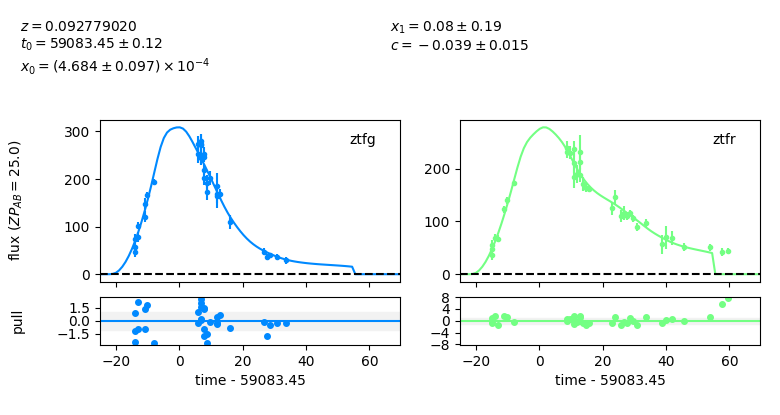 z = 0.092779020
t₀ = 59083.45 ± 0.12
x₀ = (4.684 ± 0.097) × 10⁻⁴
x₁ = 0.08 ± 0.19
c = −0.039 ± 0.015
flux (ZP_AB = 25.0)
300
200
100
0
ztfg
200
100
0
ztfr
pull
1.5
0.0
−1.5
8
4
0
−4
−8
−20 0 20 40 60
−20 0 20 40 60
time - 59083.45
time - 59083.45